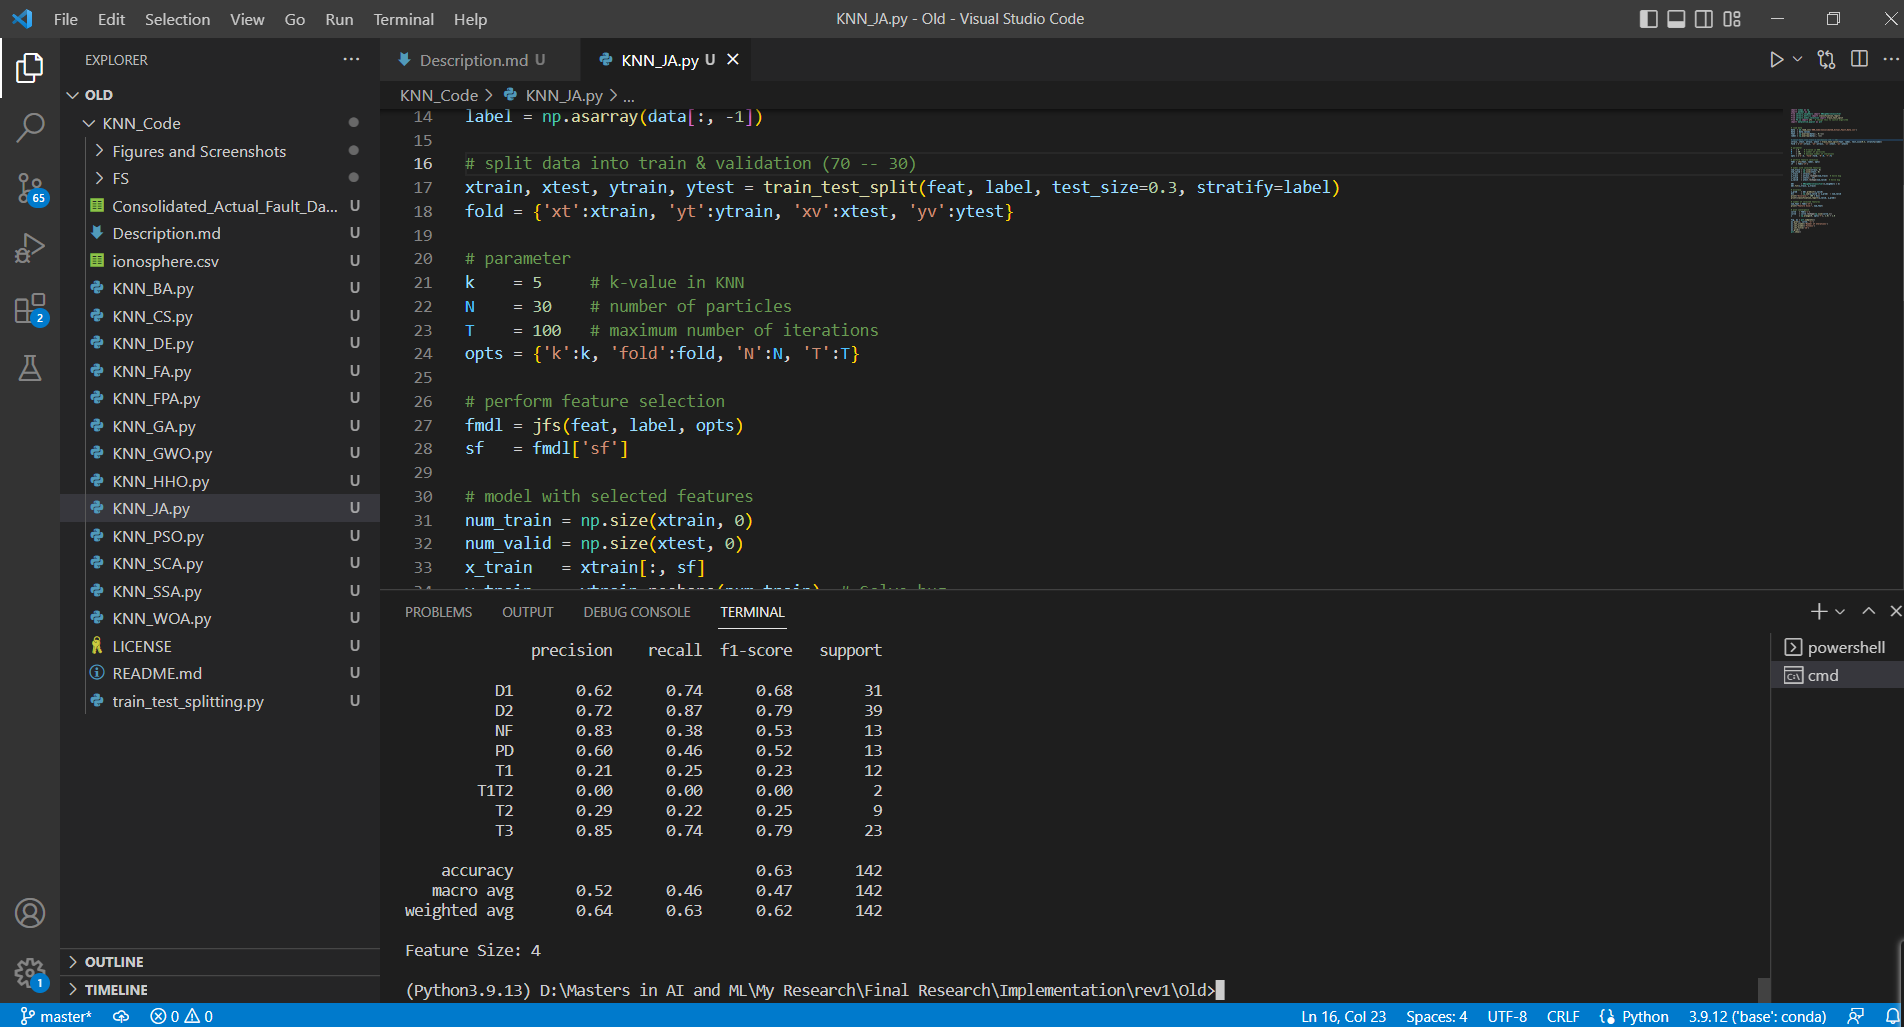 File Edit Selection View Go Run Terminal Help
KNN_JA.py - Old - Visual Studio Code
EXPLORER
OLD
KNN_Code
Figures and Screenshots
FS
Consolidated_Actual_Fault_Da... U
Description.md U
ionosphere.csv U
KNN_BA.py U
KNN_CS.py U
KNN_DE.py U
KNN_FA.py U
KNN_FPA.py U
KNN_GA.py U
KNN_GWO.py U
KNN_HHO.py U
KNN_JA.py U
KNN_PSO.py U
KNN_SCA.py U
KNN_SSA.py U
KNN_WOA.py U
LICENSE U
README.md U
train_test_splitting.py U
OUTLINE
TIMELINE
65
2
1
Description.md U
KNN_JA.py U
KNN_Code > KNN_JA.py > ...
14 label = np.asarray(data[:, -1])
15
16 # split data into train & validation (70 -- 30)
17 xtrain, xtest, ytrain, ytest = train_test_split(feat, label, test_size=0.3, stratify=label)
18 fold = {'xt':xtrain, 'yt':ytrain, 'xv':xtest, 'yv':ytest}
19
20 # parameter
21 k    = 5     # k-value in KNN
22 N    = 30    # number of particles
23 T    = 100   # maximum number of iterations
24 opts = {'k':k, 'fold':fold, 'N':N, 'T':T}
25
26 # perform feature selection
27 fmdl = jfs(feat, label, opts)
28 sf   = fmdl['sf']
29
30 # model with selected features
31 num_train = np.size(xtrain, 0)
32 num_valid = np.size(xtest, 0)
33 x_train   = xtrain[:, sf]
PROBLEMS OUTPUT DEBUG CONSOLE TERMINAL
powershell
cmd
precision recall f1-score support
D1 0.62 0.74 0.68 31
D2 0.72 0.87 0.79 39
NF 0.83 0.38 0.53 13
PD 0.60 0.46 0.52 13
T1 0.21 0.25 0.23 12
T1T2 0.00 0.00 0.00 2
T2 0.29 0.22 0.25 9
T3 0.85 0.74 0.79 23
accuracy 0.63 142
macro avg 0.52 0.46 0.47 142
weighted avg 0.64 0.63 0.62 142
Feature Size: 4
(Python3.9.13) D:\Masters in AI and ML\My Research\Final Research\Implementation\rev1\Old>
master* 0 0 Ln 16, Col 23 Spaces: 4 UTF-8 CRLF Python 3.9.12 ('base': conda)